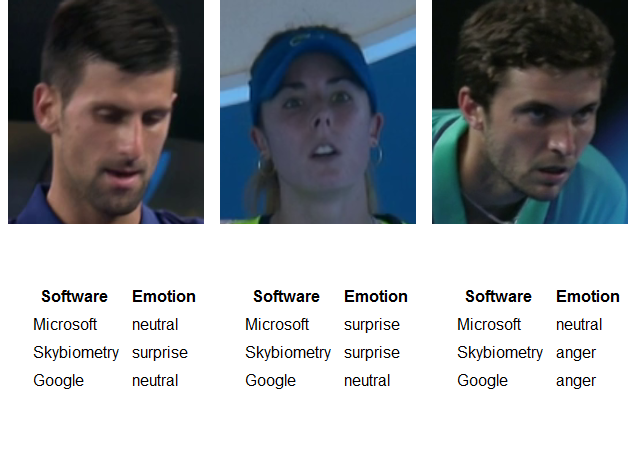 Software Emotion
Microsoft neutral
Skybiometry surprise
Google neutral
Software Emotion
Microsoft surprise
Skybiometry surprise
Google neutral
Software Emotion
Microsoft neutral
Skybiometry anger
Google anger